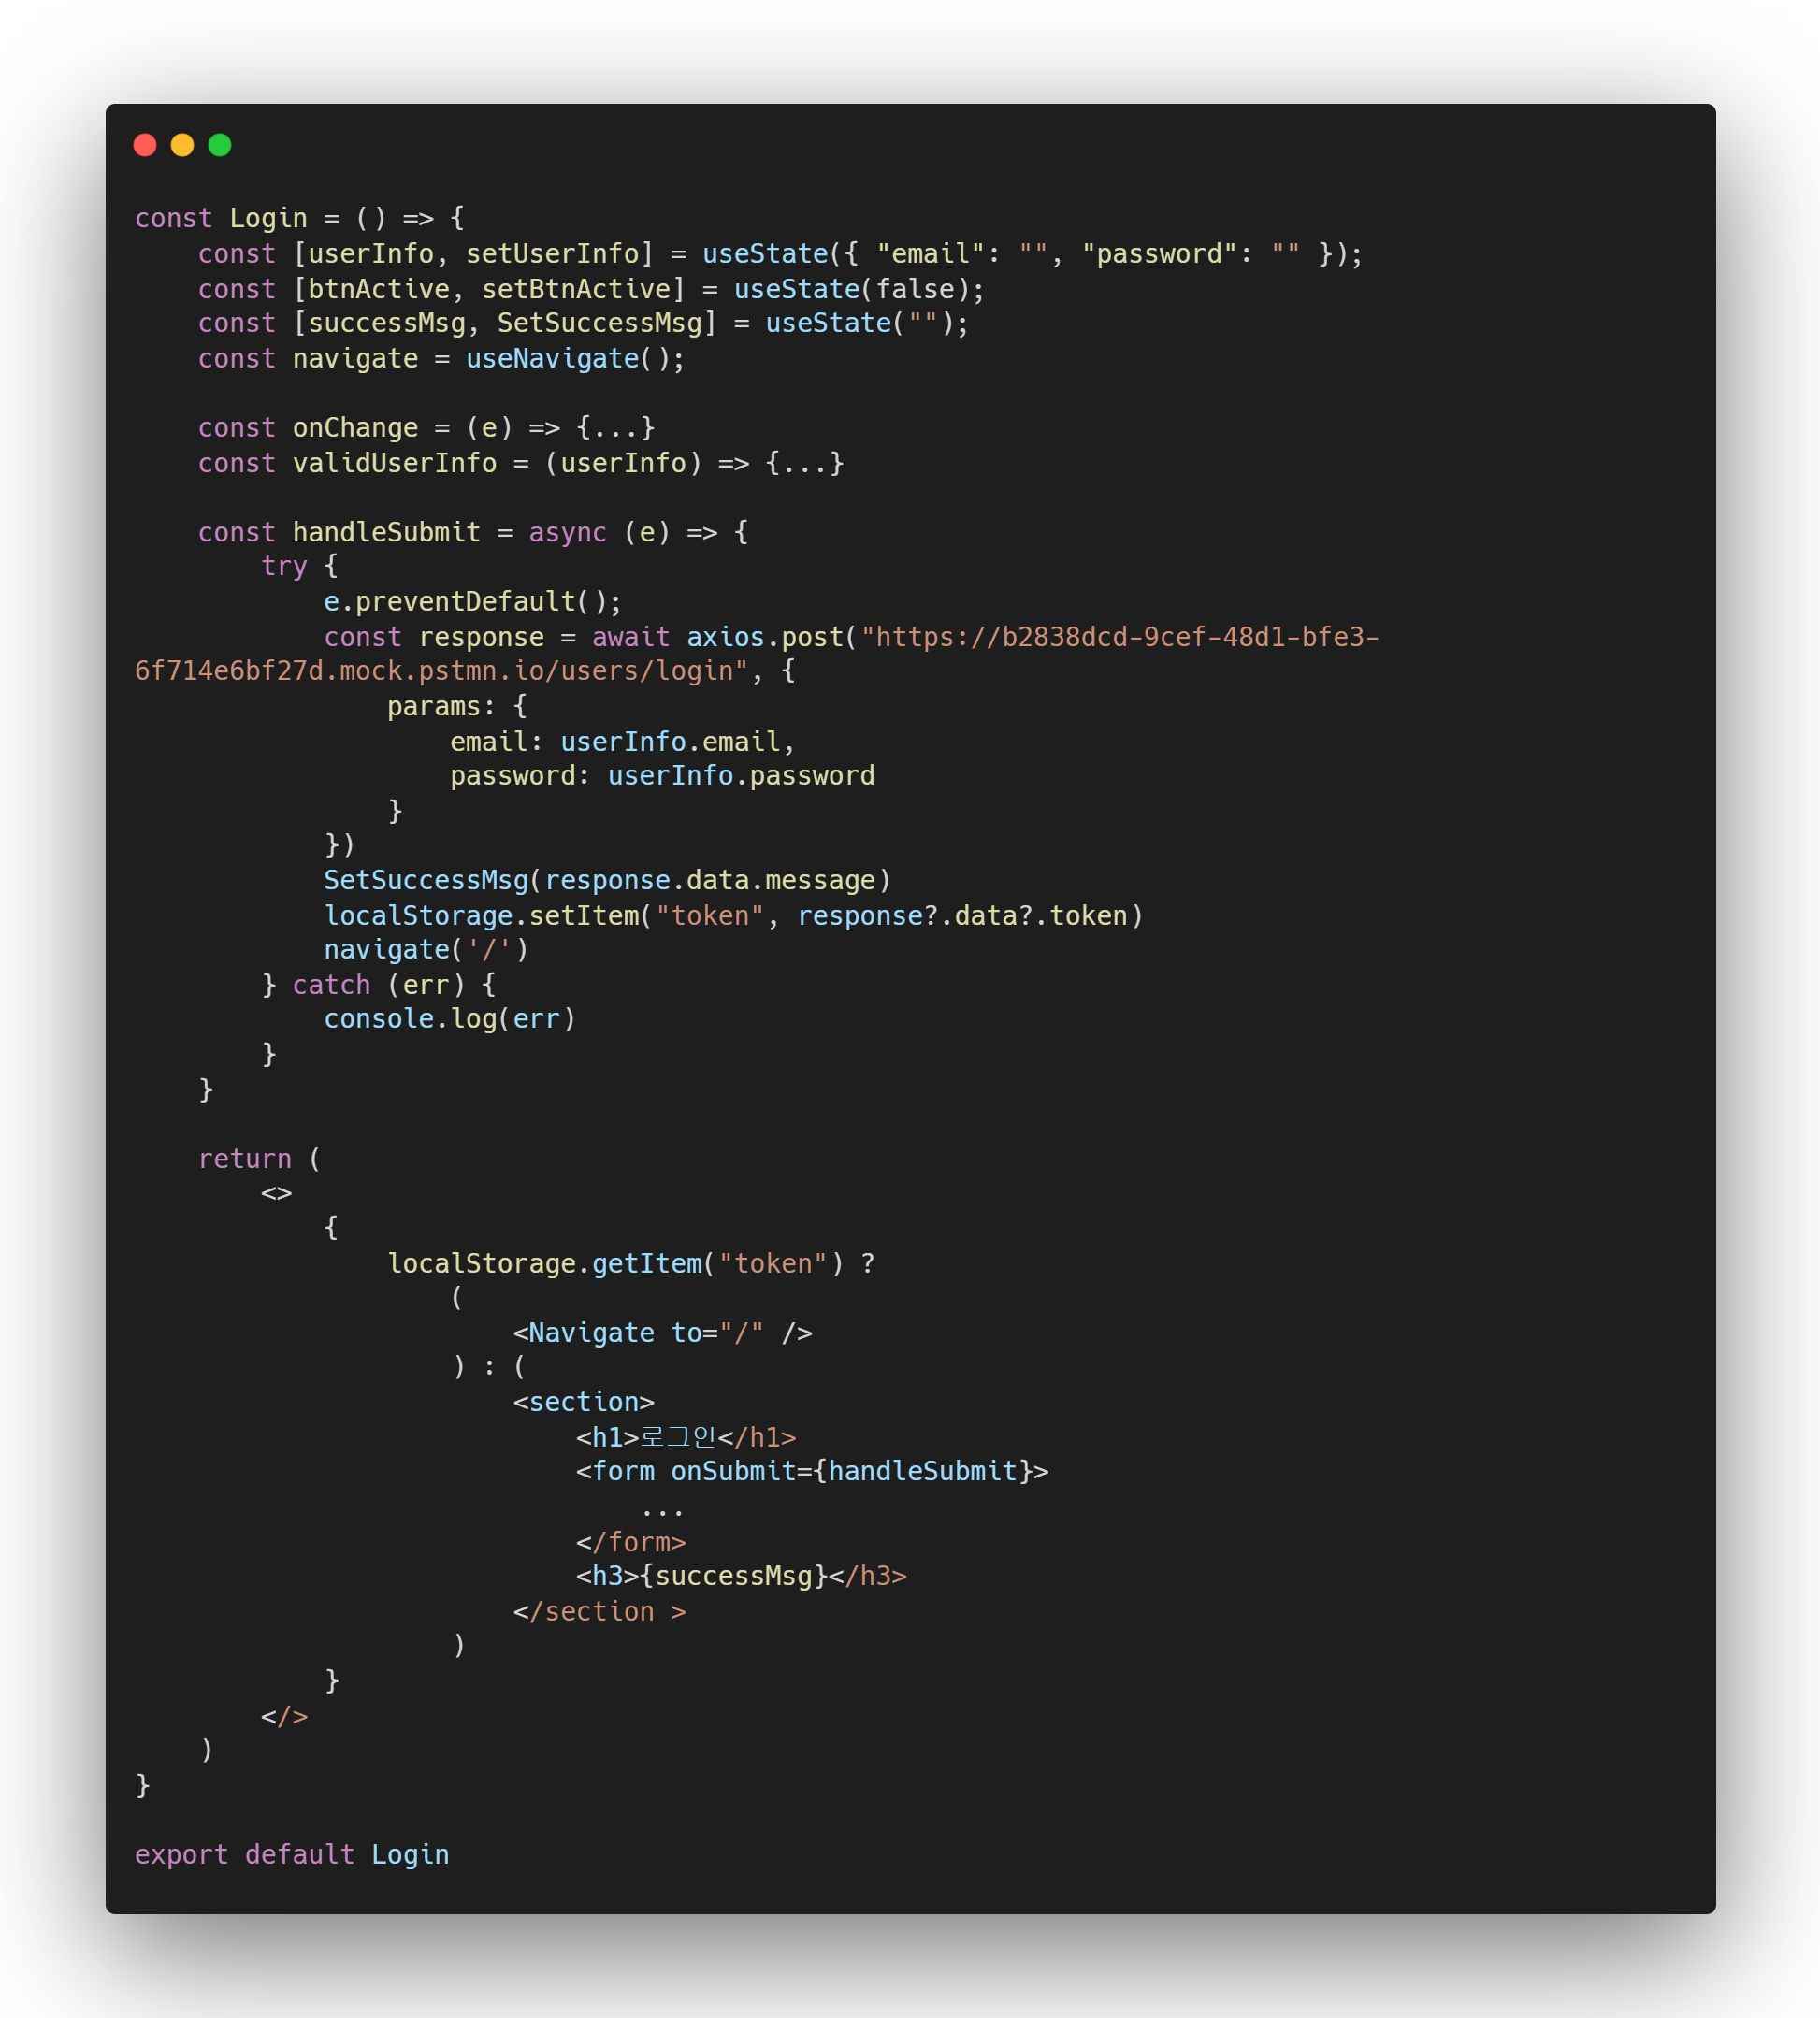 const Login = () => {
    const [userInfo, setUserInfo] = useState({ "email": "", "password": "" });
    const [btnActive, setBtnActive] = useState(false);
    const [successMsg, SetSuccessMsg] = useState("");
    const navigate = useNavigate();

    const onChange = (e) => {...}
    const validUserInfo = (userInfo) => {...}

    const handleSubmit = async (e) => {
        try {
            e.preventDefault();
            const response = await axios.post("https://b2838dcd-9cef-48d1-bfe3-
6f714e6bf27d.mock.pstmn.io/users/login", {
                params: {
                    email: userInfo.email,
                    password: userInfo.password
                }
            })
            SetSuccessMsg(response.data.message)
            localStorage.setItem("token", response?.data?.token)
            navigate('/')
        } catch (err) {
            console.log(err)
        }
    }

    return (
        <>
            {
                localStorage.getItem("token") ?
                    (
                        <Navigate to="/" />
                    ) : (
                        <section>
                            <h1>로그인</h1>
                            <form onSubmit={handleSubmit}>
                                ...
                            </form>
                            <h3>{successMsg}</h3>
                        </section >
                    )
            }
        </>
    )
}

export default Login